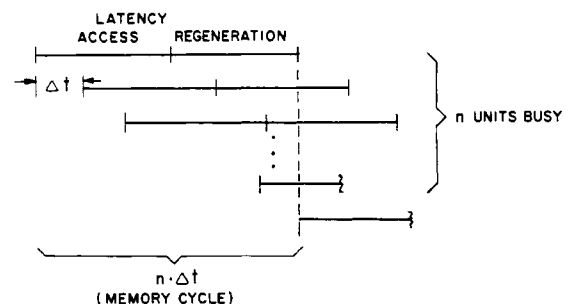 LATENCY
ACCESS REGENERATION
Δt
n UNITS BUSY
n·Δt
(MEMORY CYCLE)